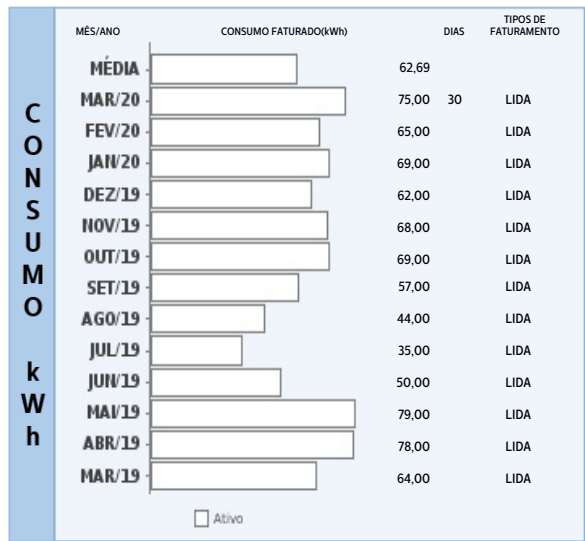 CONSUMO kWh
MÊS/ANO CONSUMO FATURADO(kWh) DIAS TIPOS DE FATURAMENTO
MÉDIA 62,69
MAR/20 75,00 30 LIDA
FEV/20 65,00 LIDA
JAN/20 69,00 LIDA
DEZ/19 62,00 LIDA
NOV/19 68,00 LIDA
OUT/19 69,00 LIDA
SET/19 57,00 LIDA
AGO/19 44,00 LIDA
JUL/19 35,00 LIDA
JUN/19 50,00 LIDA
MAI/19 79,00 LIDA
ABR/19 78,00 LIDA
MAR/19 64,00 LIDA
Ativo